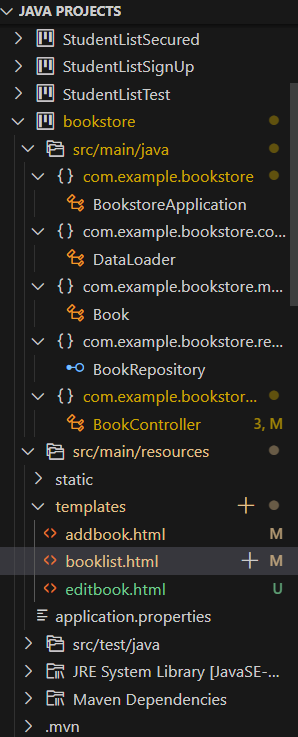 JAVA PROJECTS
StudentListSecured
StudentListSignUp
StudentListTest
bookstore
src/main/java
{} com.example.bookstore
BookstoreApplication
{} com.example.bookstore.co...
DataLoader
{} com.example.bookstore.m...
Book
{} com.example.bookstore.re...
BookRepository
{} com.example.bookstor...
BookController 3, M
src/main/resources
static
templates
addbook.html M
booklist.html M
editbook.html U
application.properties
src/test/java
JRE System Library [JavaSE-...
Maven Dependencies
.mvn